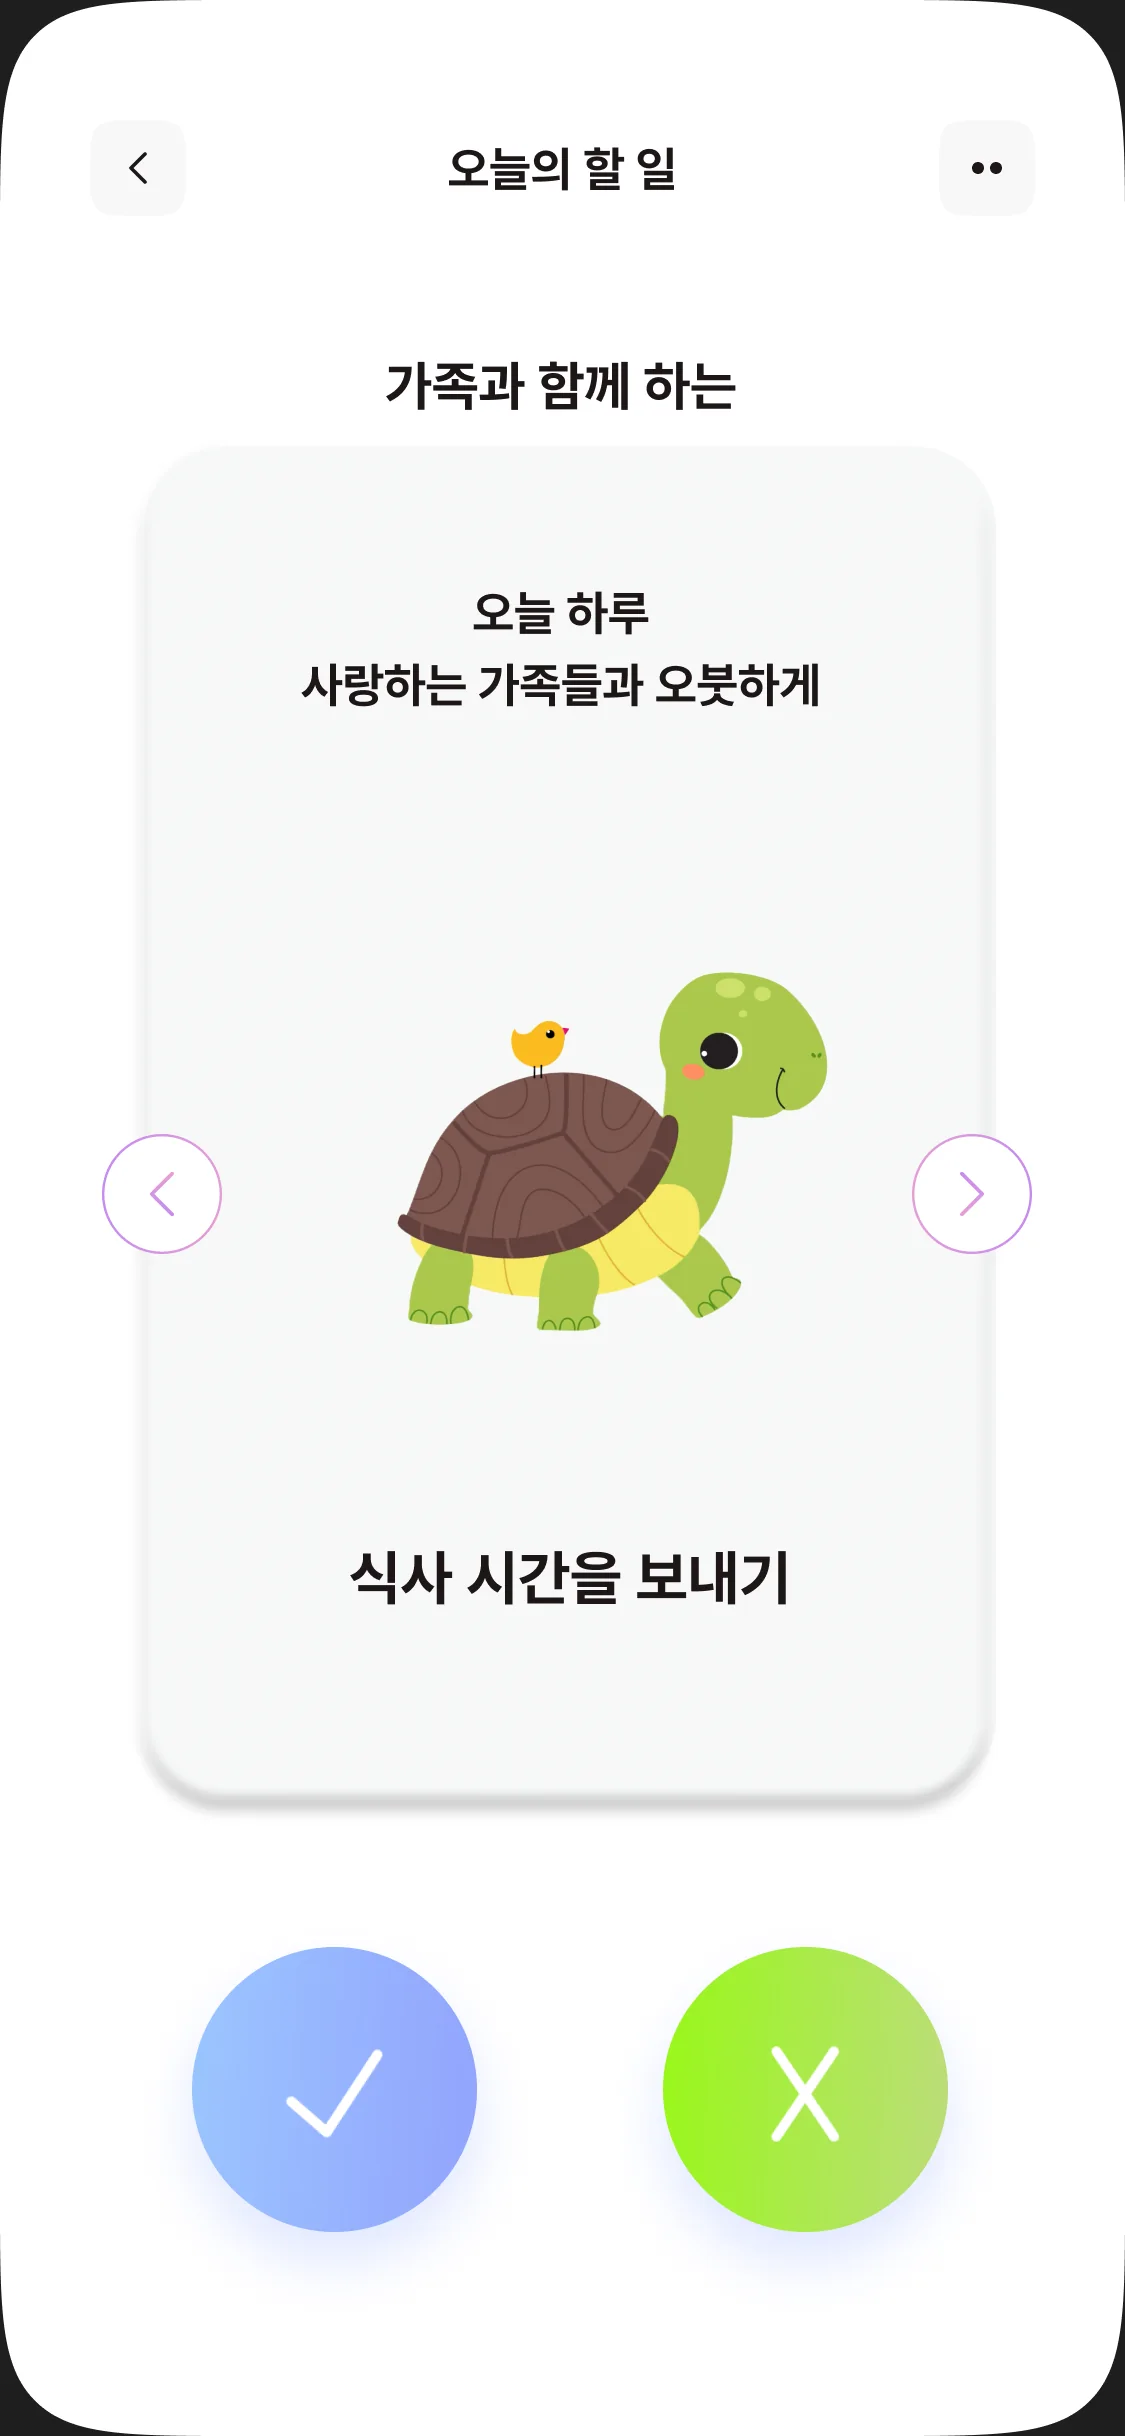 오늘의 할 일
가족과 함께 하는
오늘 하루
사랑하는 가족들과 오붓하게
식사 시간을 보내기